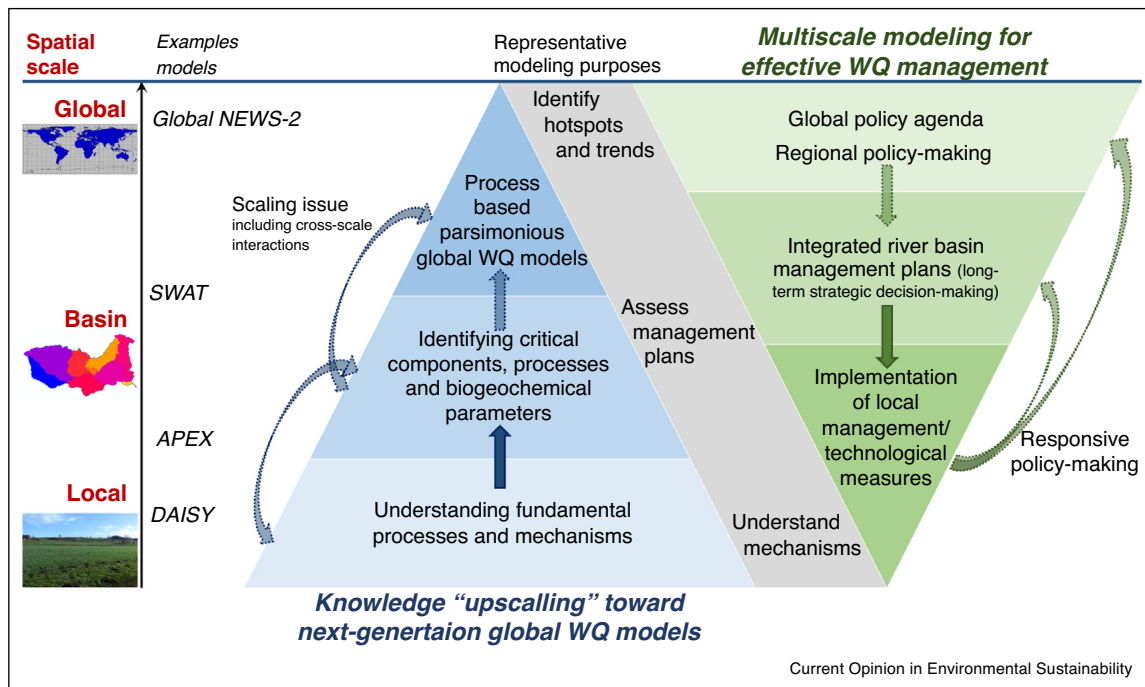 Spatial
scale
Examples
models
Representative
modeling purposes
Multiscale modeling for
effective WQ management
Global
Global NEWS-2
Identify
hotspots
and trends
Global policy agenda
Regional policy-making
Process
based
parsimonious
global WQ models
Scaling issue
including cross-scale
interactions
Integrated river basin
management plans (long-
term strategic decision-making)
SWAT
Basin
Assess
management
plans
Identifying critical
components, processes
and biogeochemical
parameters
Implementation
of local
management/
technological
measures
APEX
Responsive
policy-making
Local
DAISY
Understanding fundamental
processes and mechanisms
Understand
mechanisms
Knowledge “upscalling” toward
next-genertaion global WQ models
Current Opinion in Environmental Sustainability